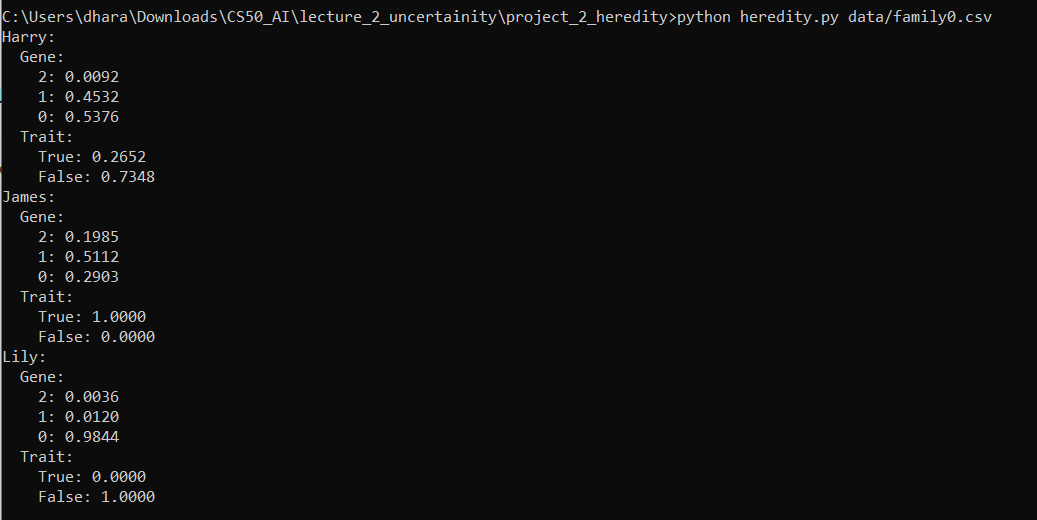 C:\Users\dhara\Downloads\CS50_AI\lecture_2_uncertainity\project_2_heredity>python heredity.py data/family0.csv
Harry:
  Gene:
    2: 0.0092
    1: 0.4532
    0: 0.5376
  Trait:
    True: 0.2652
    False: 0.7348
James:
  Gene:
    2: 0.1985
    1: 0.5112
    0: 0.2903
  Trait:
    True: 1.0000
    False: 0.0000
Lily:
  Gene:
    2: 0.0036
    1: 0.0120
    0: 0.9844
  Trait:
    True: 0.0000
    False: 1.0000